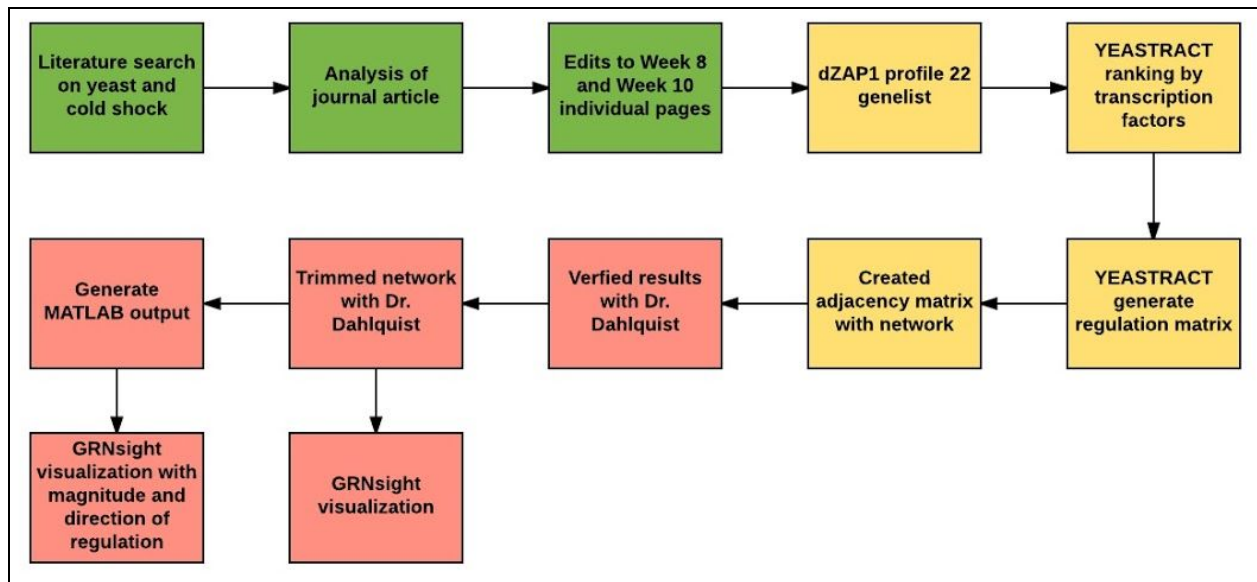 Literature search
on yeast and
cold shock
Analysis of
journal article
Edits to Week 8
and Week 10
individual pages
dZAP1 profile 22
genelist
YEASTRACT
ranking by
transcription
factors
YEASTRACT
generate
regulation matrix
Created
adjacency matrix
with network
Verfied results
with Dr.
Dahlquist
Trimmed network
with Dr.
Dahlquist
Generate
MATLAB output
GRNsight
visualization with
magnitude and
direction of
regulation
GRNsight
visualization